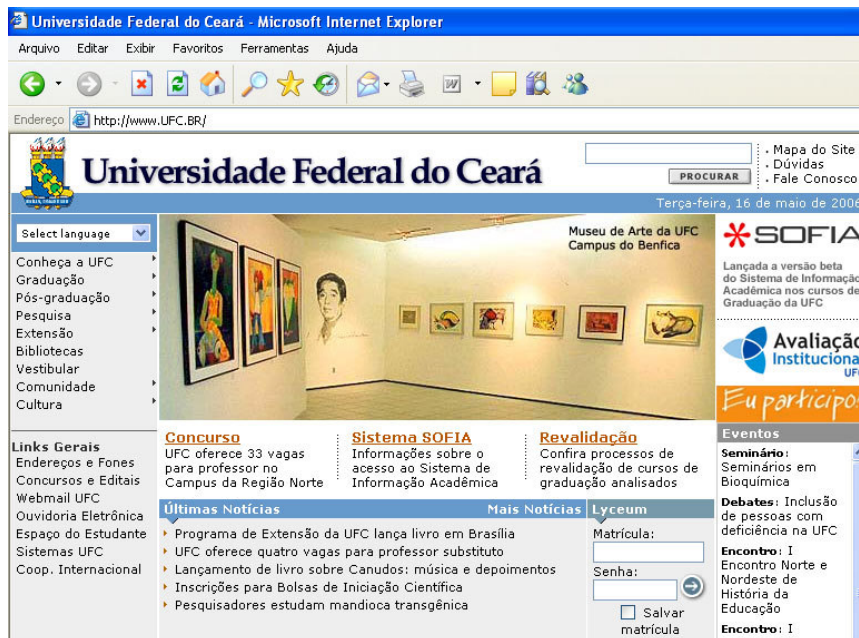 Universidade Federal do Ceará - Microsoft Internet Explorer
Arquivo Editar Exibir Favoritos Ferramentas Ajuda
Endereço http://www.UFC.BR/
Universidade Federal do Ceará
PROCURAR
· Mapa do Site
· Dúvidas
· Fale Conosco
Terça-feira, 16 de maio de 2006
Select language
Conheça a UFC
Graduação
Pós-graduação
Pesquisa
Extensão
Bibliotecas
Vestibular
Comunidade
Cultura
Links Gerais
Endereços e Fones
Concursos e Editais
Webmail UFC
Ouvidoria Eletrônica
Espaço do Estudante
Sistemas UFC
Coop. Internacional
Museu de Arte da UFC
Campus do Benfica
Concurso
UFC oferece 33 vagas
para professor no
Campus da Região Norte
Sistema SOFIA
Informações sobre o
acesso ao Sistema de
Informação Acadêmica
Revalidação
Confira processos de
revalidação de cursos de
graduação analisados
Últimas Notícias Mais Notícias
Programa de Extensão da UFC lança livro em Brasília
UFC oferece quatro vagas para professor substituto
Lançamento de livro sobre Canudos: música e depoimentos
Inscrições para Bolsas de Iniciação Científica
Pesquisadores estudam mandioca transgênica
Lyceum
Matrícula:
Senha:
Salvar
matrícula
SOFIA
Lançada a versão beta
do Sistema de Informação
Acadêmica nos cursos de
Graduação da UFC
Avaliação
Instituciona
UFC
Eu participo
Eventos
Seminário:
Seminários em
Bioquímica
Debates: Inclusão
de pessoas com
deficiência na UFC
Encontro: I
Encontro Norte e
Nordeste de
História da
Educação
Encontro: I